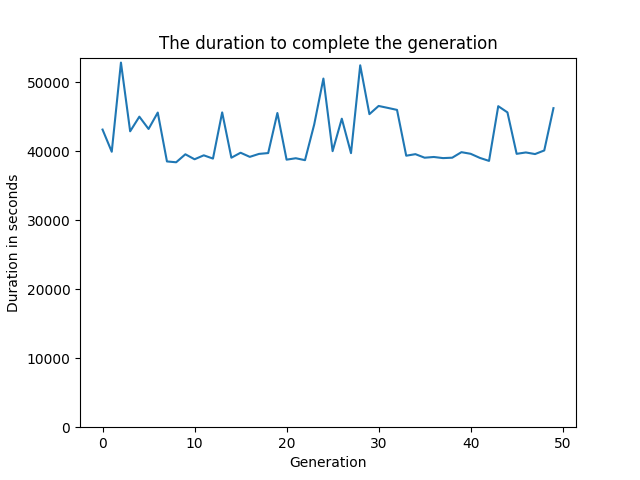 The duration to complete the generation
50000
40000
30000
20000
10000
0
Duration in seconds
0 10 20 30 40 50
Generation